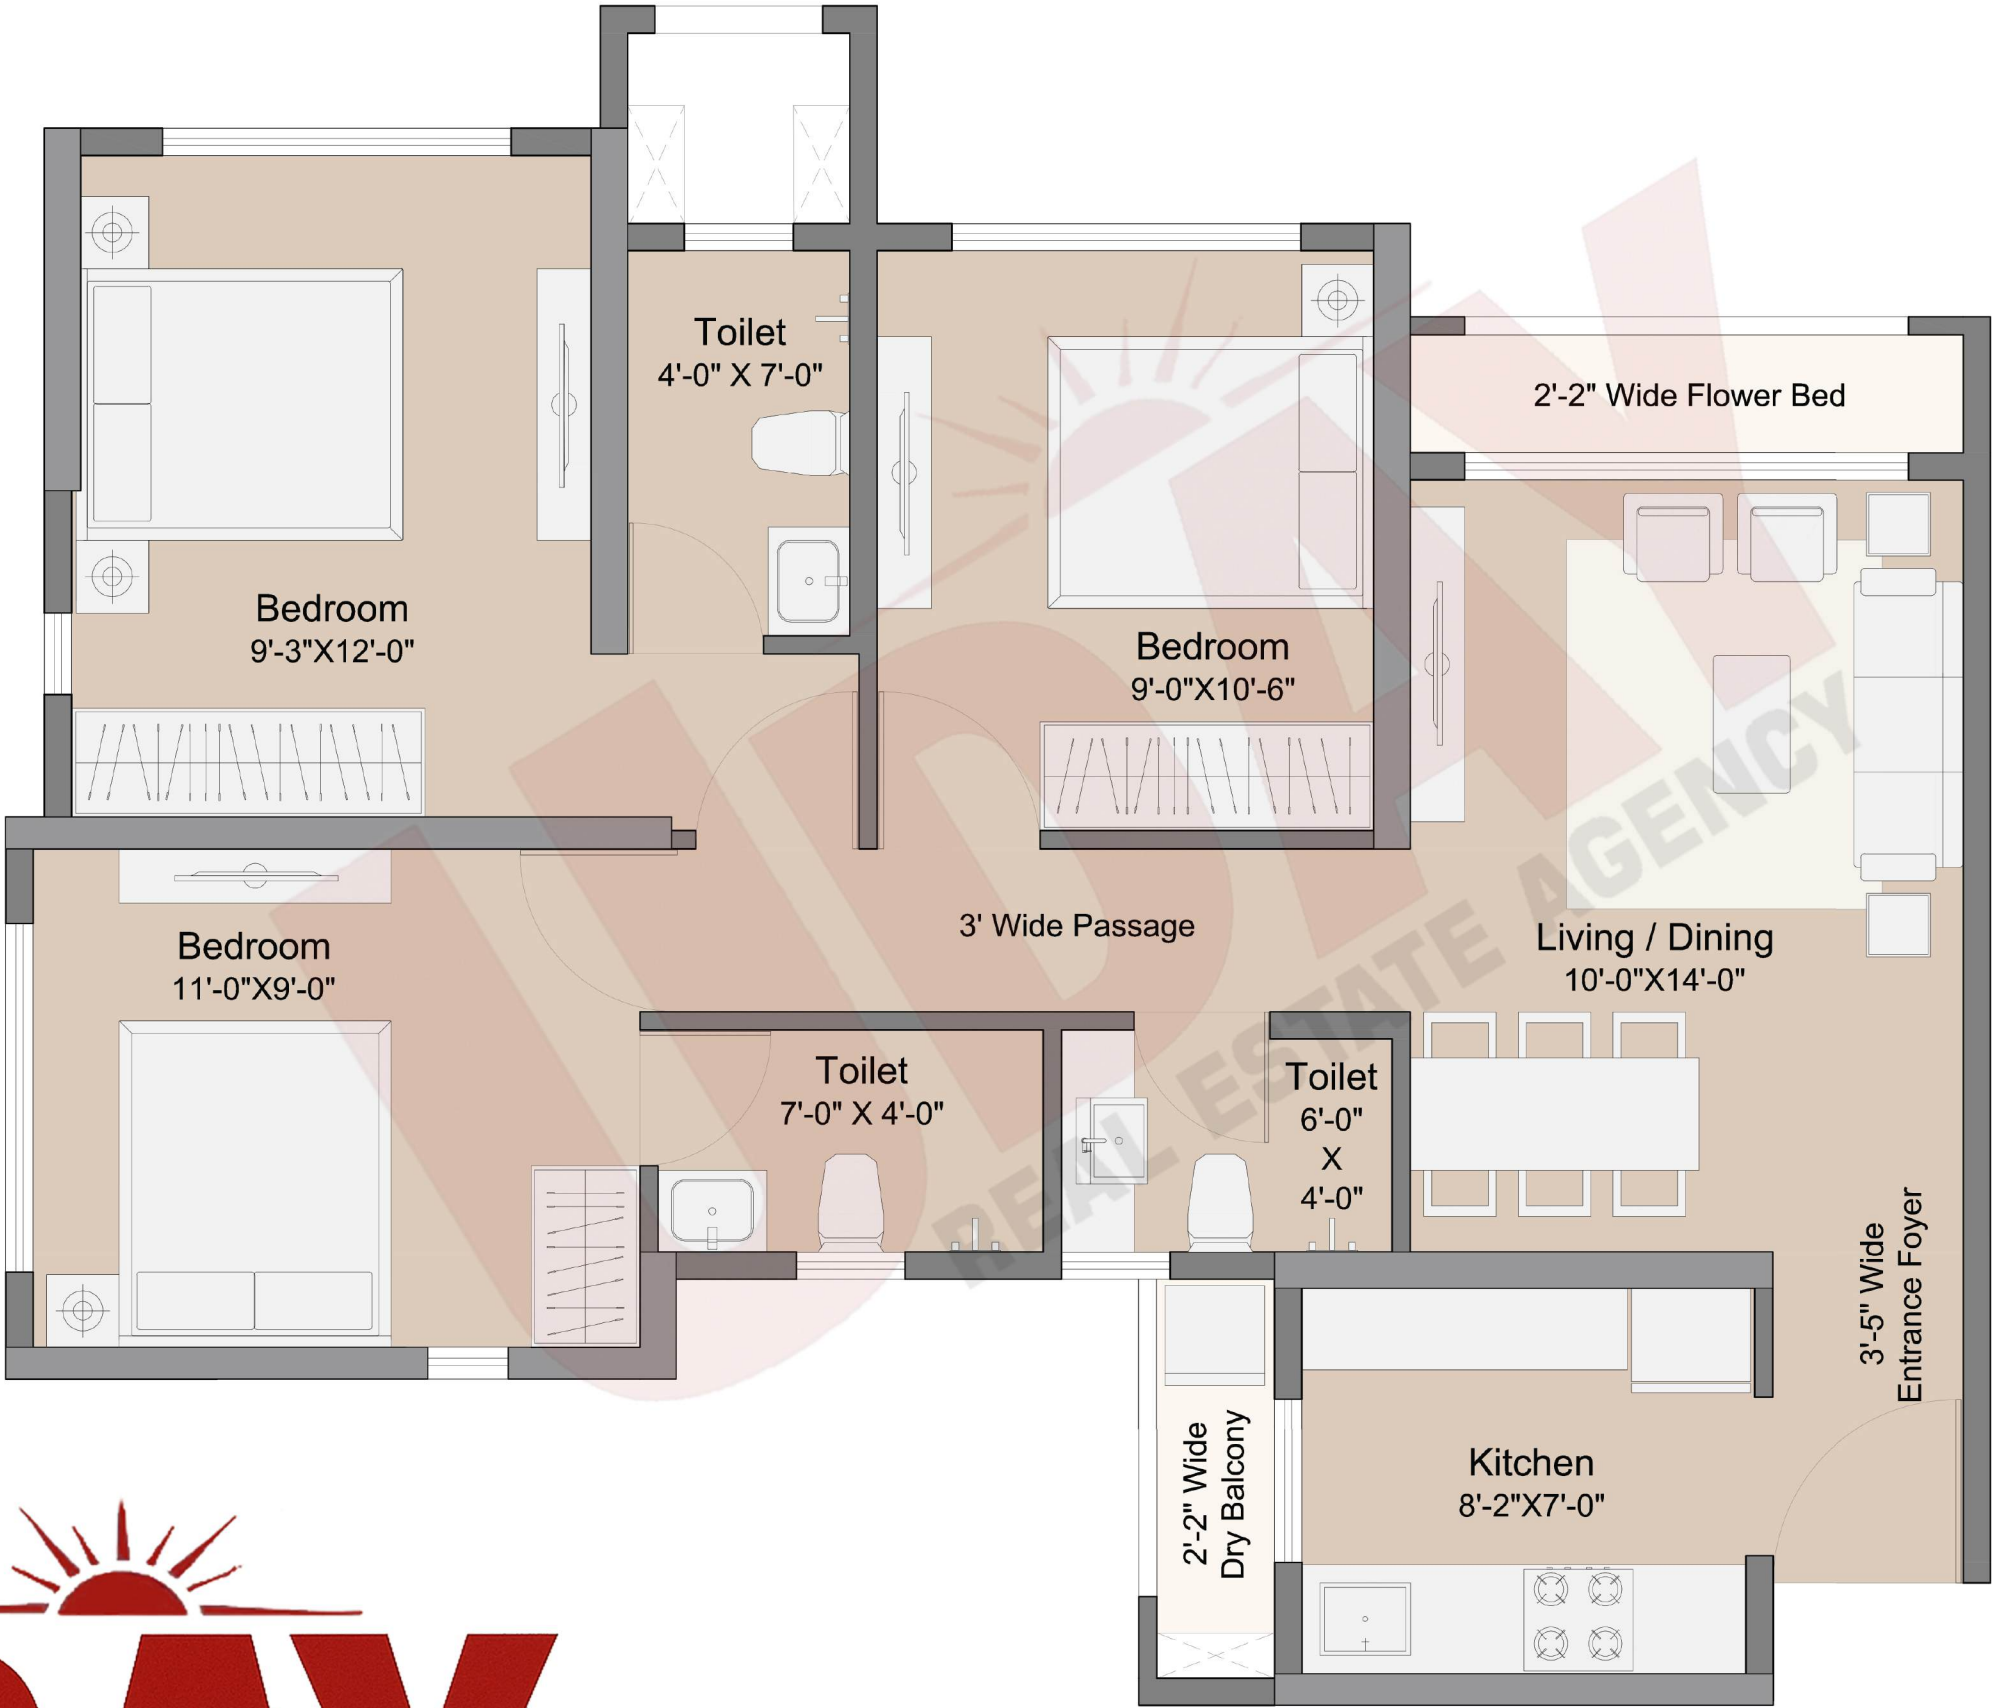 Toilet
4'-0" X 7'-0"
2'-2" Wide Flower Bed
Bedroom
9'-3"X12'-0"
Bedroom
9'-0"X10'-6"
3' Wide Passage
Living / Dining
10'-0"X14'-0"
Bedroom
11'-0"X9'-0"
Toilet
7'-0" X 4'-0"
Toilet
6'-0"
X
4'-0"
3'-5" Wide
Entrance Foyer
Kitchen
8'-2"X7'-0"
2'-2" Wide
Dry Balcony
UDAY
REAL ESTATE AGENCY
DAY